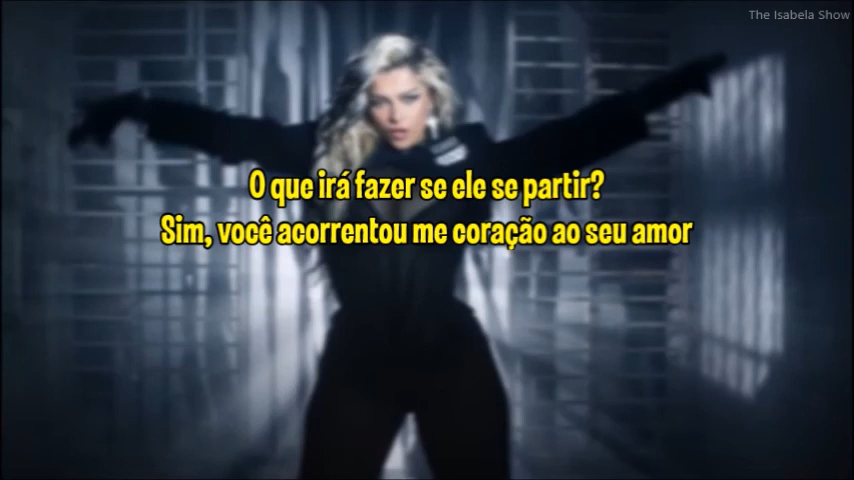 The Isabela Show
O que irá fazer se ele se partir?
Sim, você acorrentou me coração ao seu amor